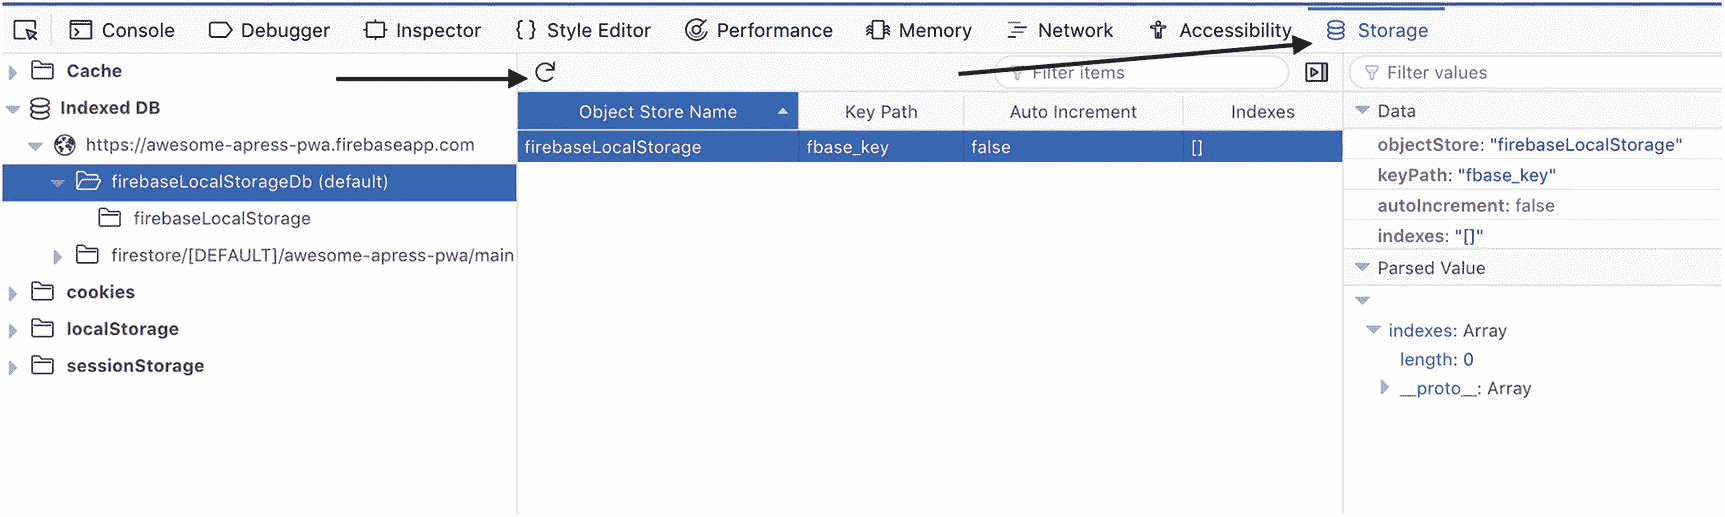 Console Debugger Inspector { } Style Editor Performance Memory Network Accessibility Storage
Cache
Indexed DB
https://awesome-apress-pwa.firebaseapp.com
firebaseLocalStorageDb (default)
firebaseLocalStorage
firestore/[DEFAULT]/awesome-apress-pwa/main
cookies
localStorage
sessionStorage
Filter items
Object Store Name Key Path Auto Increment Indexes
firebaseLocalStorage fbase_key false []
Filter values
Data
objectStore: "firebaseLocalStorage"
keyPath: "fbase_key"
autoIncrement: false
indexes: "[]"
Parsed Value
indexes: Array
length: 0
__proto__: Array